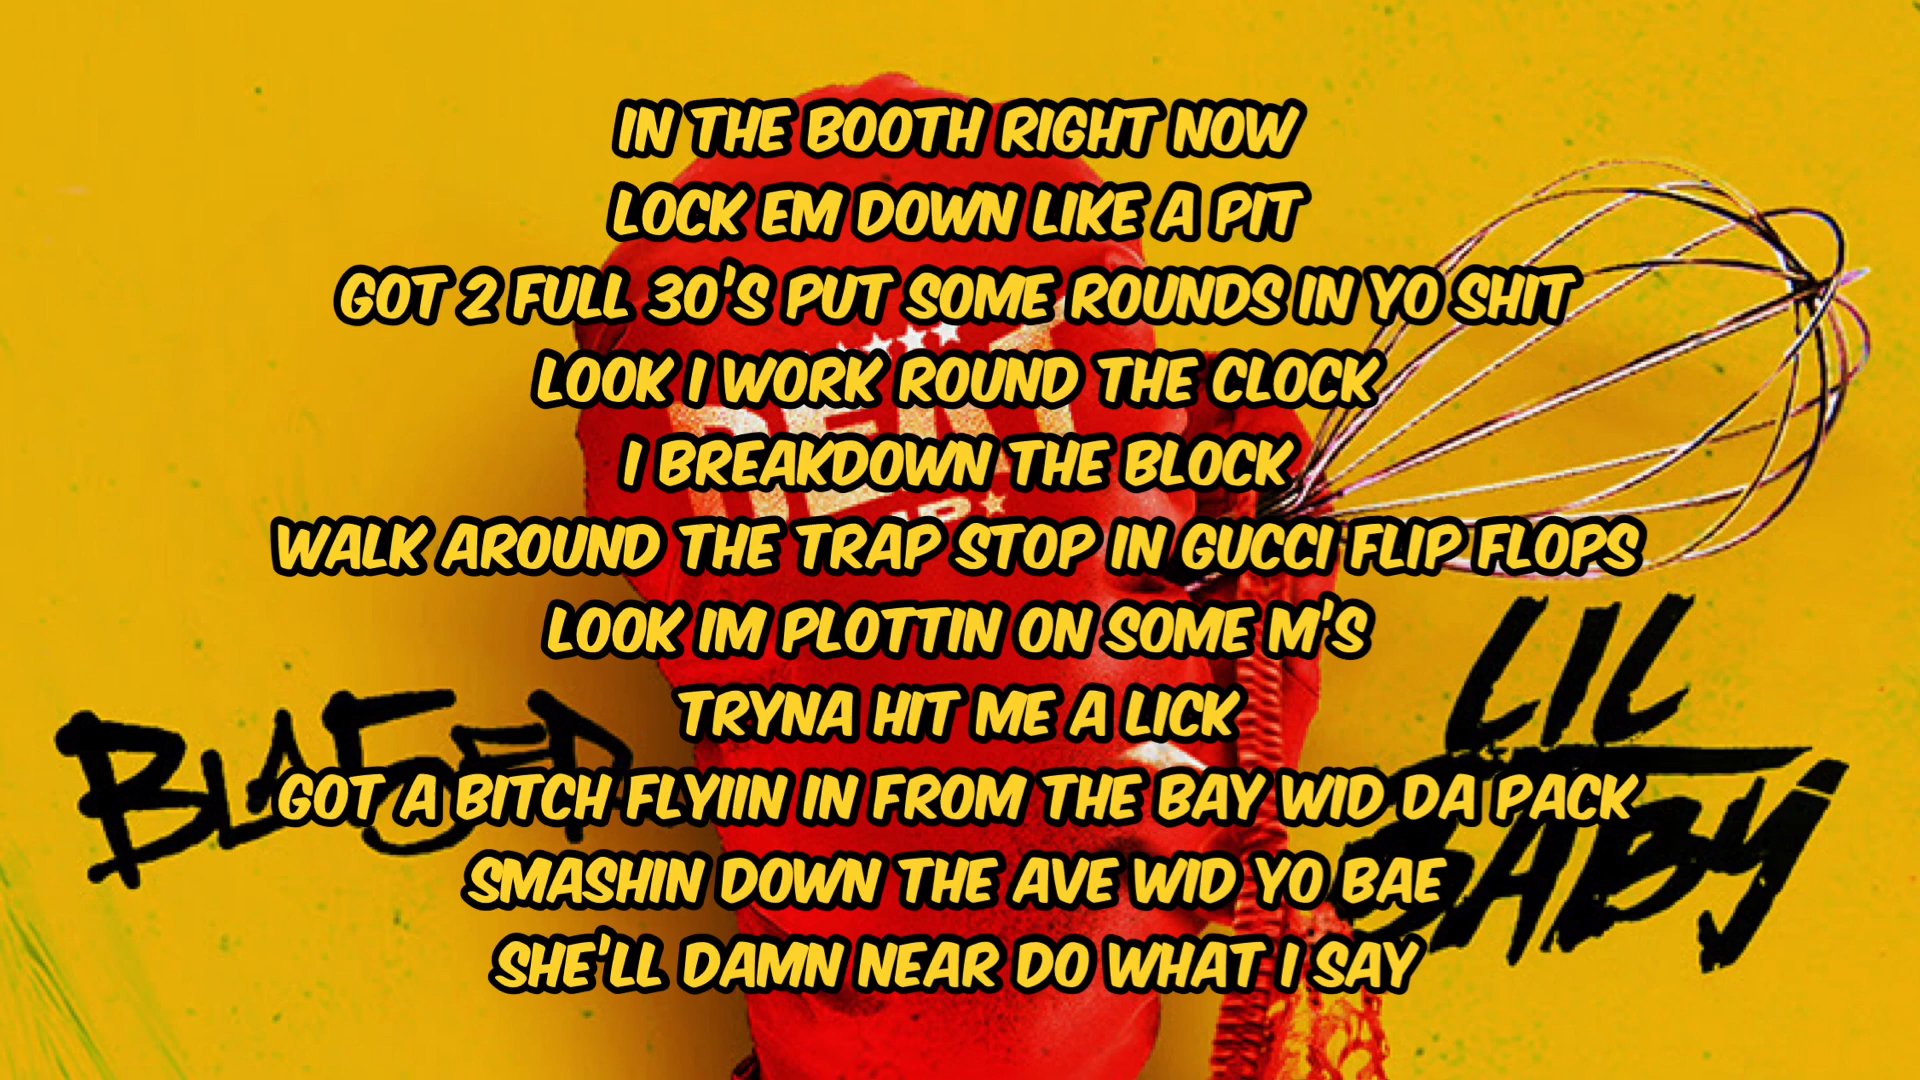 IN THE BOOTH RIGHT NOW
LOCK EM DOWN LIKE A PIT
GOT 2 FULL 30'S PUT SOME ROUNDS IN YO SHIT
LOOK I WORK ROUND THE CLOCK
I BREAKDOWN THE BLOCK
WALK AROUND THE TRAP STOP IN GUCCI FLIP FLOPS
LOOK IM PLOTTIN ON SOME M'S
TRYNA HIT ME A LICK
GOT A BITCH FLYIIN IN FROM THE BAY WID DA PACK
SMASHIN DOWN THE AVE WID YO BAE
SHE'LL DAMN NEAR DO WHAT I SAY
LIL
BABY